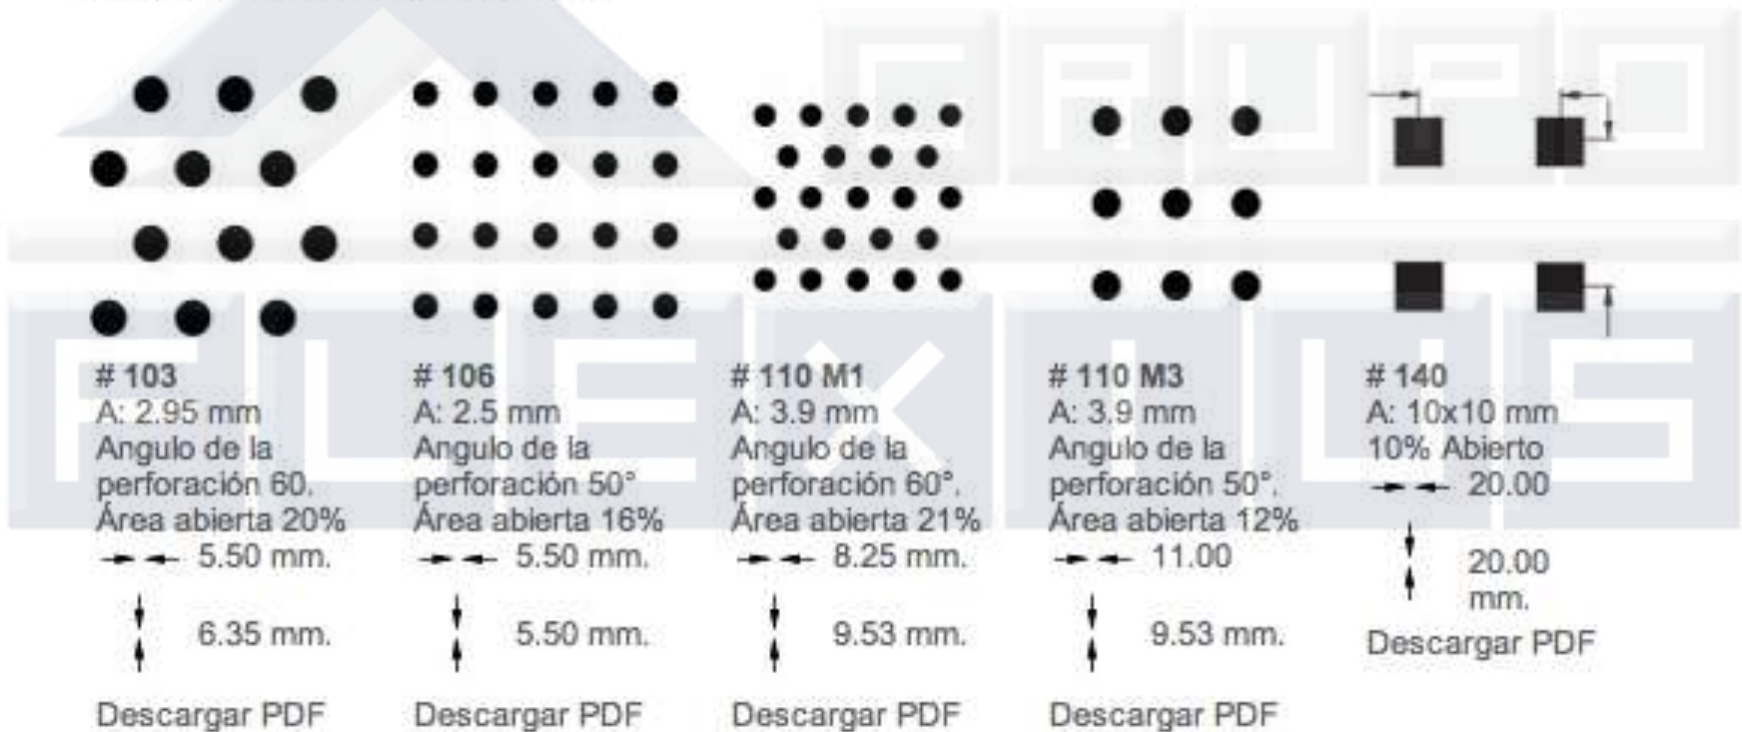 GRUPO
FLEXNUS
# 103
A: 2.95 mm
Angulo de la
perforación 60.
Área abierta 20%
5.50 mm.
6.35 mm.
Descargar PDF
# 106
A: 2.5 mm
Angulo de la
perforación 50°
Área abierta 16%
5.50 mm.
5.50 mm.
Descargar PDF
# 110 M1
A: 3.9 mm
Angulo de la
perforación 60°.
Área abierta 21%
8.25 mm.
9.53 mm.
Descargar PDF
# 110 M3
A: 3.9 mm
Angulo de la
perforación 50°.
Área abierta 12%
11.00
9.53 mm.
Descargar PDF
# 140
A: 10x10 mm
10% Abierto
20.00
20.00
mm.
Descargar PDF